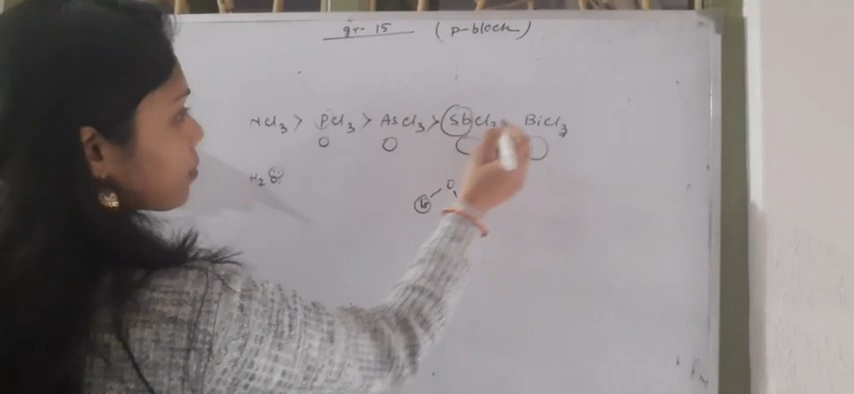 gr- 15 (p-block)
NCl3 > PCl3 > AsCl3 > SbCl3 BiCl3
H2O
O